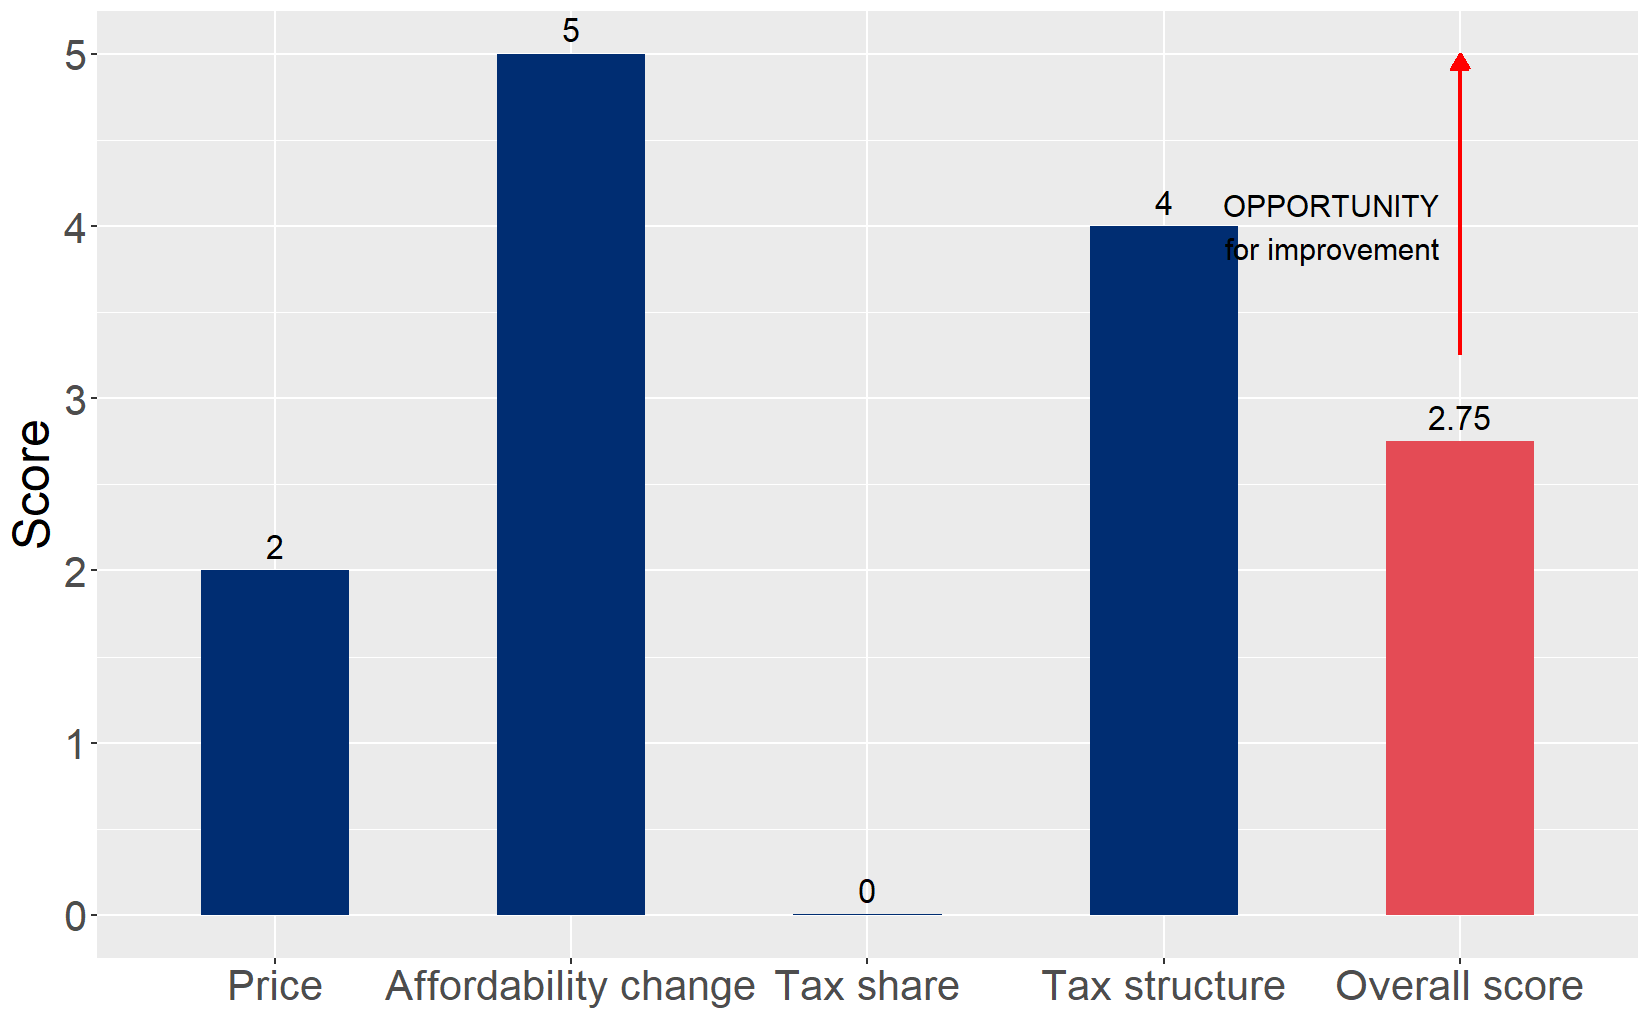 Score
5
4
3
2
1
0
2
5
0
4
2.75
OPPORTUNITY
for improvement
Price
Affordability change
Tax share
Tax structure
Overall score